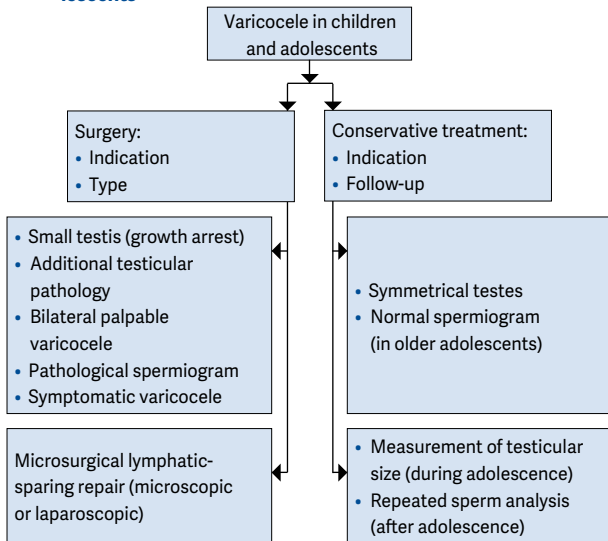 Varicocele in children
and adolescents
Surgery:
• Indication
• Type
Conservative treatment:
• Indication
• Follow-up
• Small testis (growth arrest)
• Additional testicular
pathology
• Bilateral palpable
varicocele
• Pathological spermiogram
• Symptomatic varicocele
• Symmetrical testes
• Normal spermiogram
(in older adolescents)
Microsurgical lymphatic-
sparing repair (microscopic
or laparoscopic)
• Measurement of testicular
size (during adolescence)
• Repeated sperm analysis
(after adolescence)